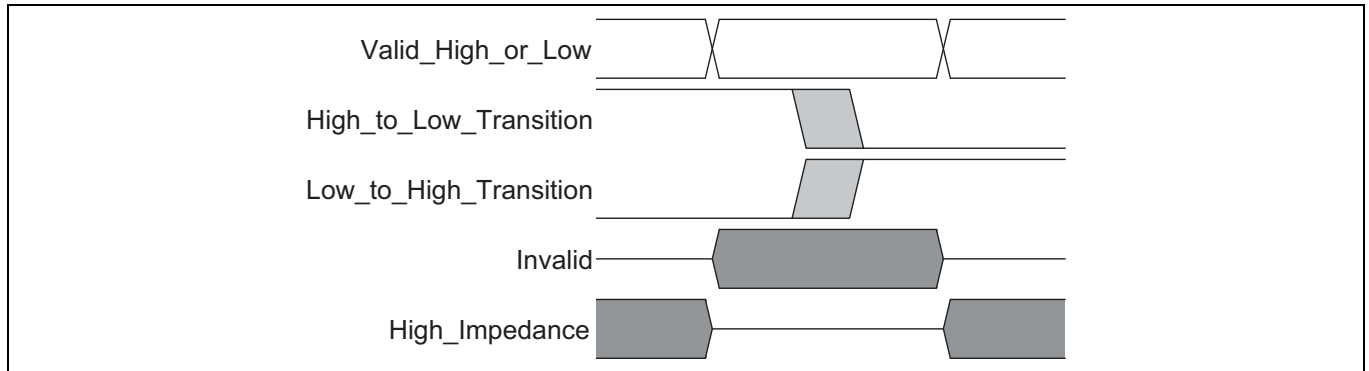 Valid_High_or_Low
High_to_Low_Transition
Low_to_High_Transition
Invalid
High_Impedance